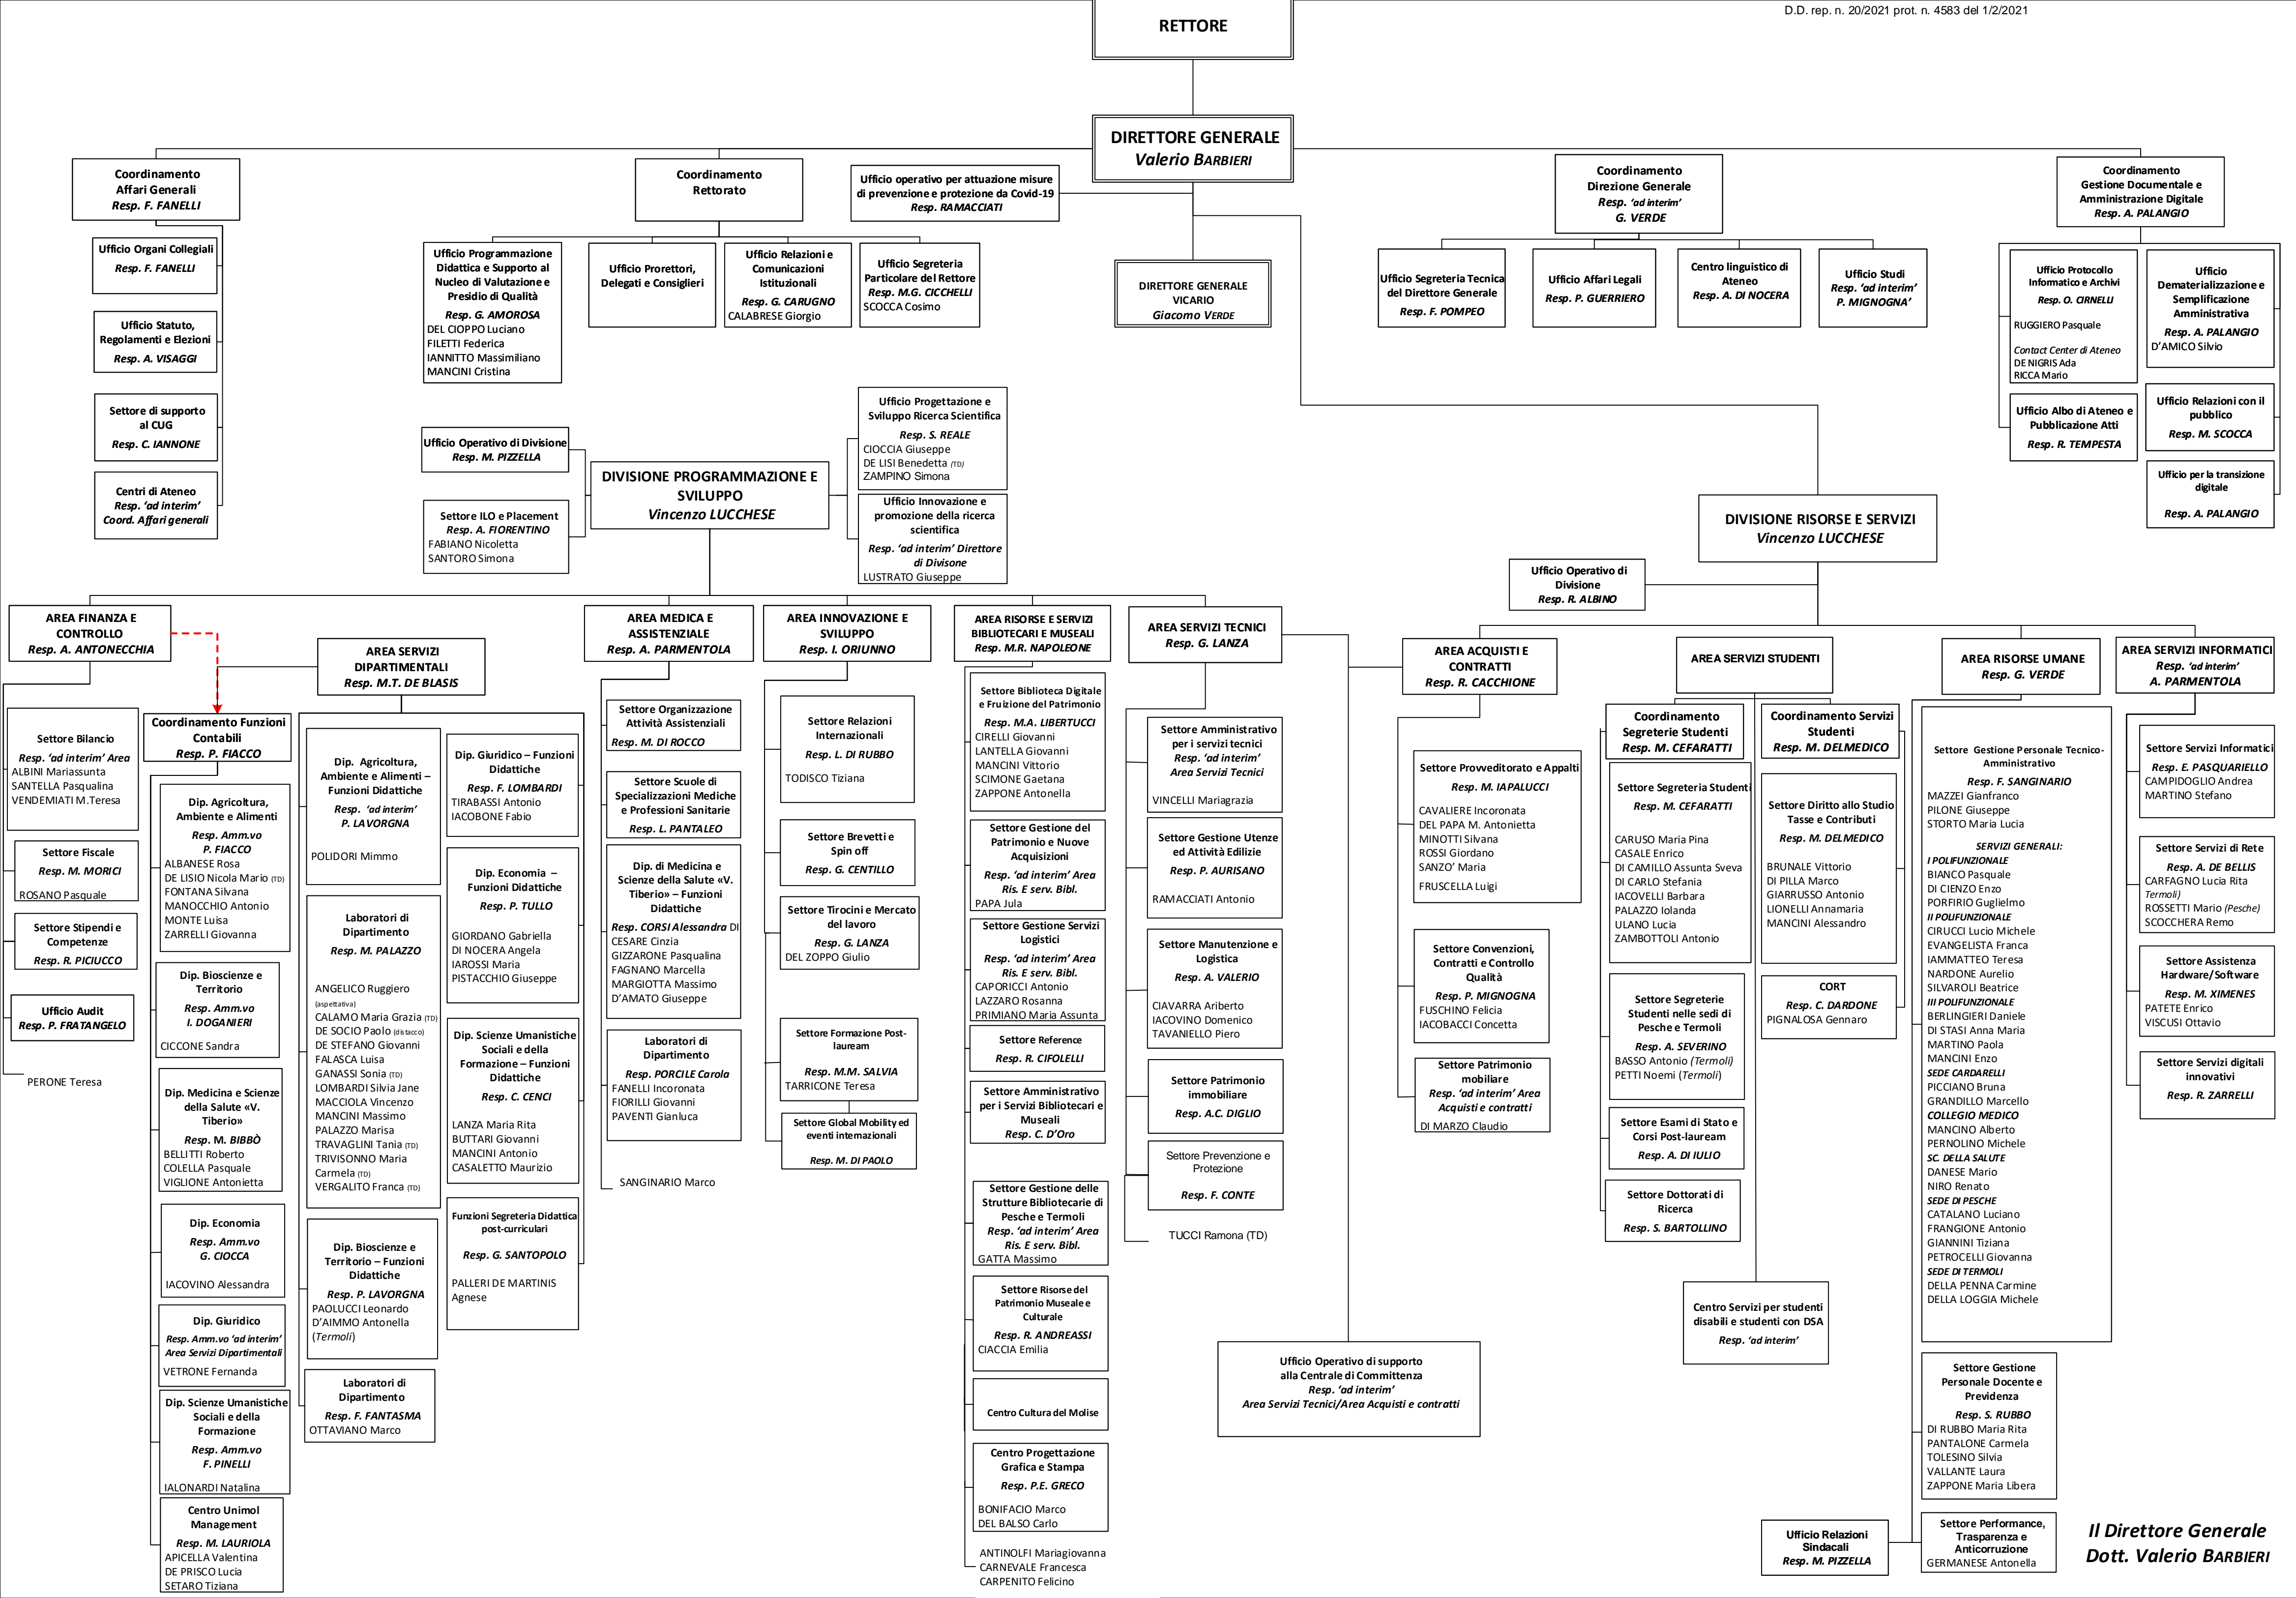 D.D. rep. n. 20/2021 prot. n. 4583 del 1/2/2021
RETTORE
DIRETTORE GENERALE
Valerio BARBIERI
Coordinamento
Affari Generali
Resp. F. FANELLI
Ufficio Organi Collegiali
Resp. F. FANELLI
Ufficio Statuto,
Regolamenti e Elezioni
Resp. A. VISAGGI
Settore di supporto
al CUG
Resp. C. IANNONE
Centri di Ateneo
Resp. ‘ad interim’
Coord. Affari generali
Coordinamento
Rettorato
Ufficio Programmazione
Didattica e Supporto al
Nucleo di Valutazione e
Presidio di Qualità
Resp. G. AMOROSA
DEL CIOPPO Luciano
FILETTI Federica
IANNITTO Massimiliano
MANCINI Cristina
Ufficio Prorettori,
Delegati e Consiglieri
Ufficio Relazioni e
Comunicazioni
Istituzionali
Resp. G. CARUGNO
CALABRESE Giorgio
Ufficio Segreteria
Particolare del Rettore
Resp. M.G. CICCHELLI
SCOCCA Cosimo
Ufficio operativo per attuazione misure
di prevenzione e protezione da Covid-19
Resp. RAMACCIATI
DIRETTORE GENERALE
VICARIO
Giacomo VERDE
Coordinamento
Direzione Generale
Resp. ‘ad interim’
G. VERDE
Ufficio Segreteria Tecnica
del Direttore Generale
Resp. F. POMPEO
Ufficio Affari Legali
Resp. P. GUERRIERO
Centro linguistico di
Ateneo
Resp. A. DI NOCERA
Ufficio Studi
Resp. ‘ad interim’
P. MIGNOGNA’
Coordinamento
Gestione Documentale e
Amministrazione Digitale
Resp. A. PALANGIO
Ufficio Protocollo
Informatico e Archivi
Resp. O. CIRNELLI
RUGGIERO Pasquale
Contact Center di Ateneo
DE NIGRIS Ada
RICCA Mario
Ufficio Albo di Ateneo e
Pubblicazione Atti
Resp. R. TEMPESTA
Ufficio
Dematerializzazione e
Semplificazione
Amministrativa
Resp. A. PALANGIO
D’AMICO Silvio
Ufficio Relazioni con il
pubblico
Resp. M. SCOCCA
Ufficio per la transizione
digitale
Resp. A. PALANGIO
Ufficio Operativo di Divisione
Resp. M. PIZZELLA
Settore ILO e Placement
Resp. A. FIORENTINO
FABIANO Nicoletta
SANTORO Simona
DIVISIONE PROGRAMMAZIONE E
SVILUPPO
Vincenzo LUCCHESE
Ufficio Progettazione e
Sviluppo Ricerca Scientifica
Resp. S. REALE
CIOCCIA Giuseppe
DE LISI Benedetta (TD)
ZAMPINO Simona
Ufficio Innovazione e
promozione della ricerca
scientifica
Resp. ‘ad interim’ Direttore
di Divisone
LUSTRATO Giuseppe
DIVISIONE RISORSE E SERVIZI
Vincenzo LUCCHESE
Ufficio Operativo di
Divisione
Resp. R. ALBINO
AREA FINANZA E
CONTROLLO
Resp. A. ANTONECCHIA
Settore Bilancio
Resp. ‘ad interim’ Area
ALBINI Mariassunta
SANTELLA Pasqualina
VENDEMIATI M.Teresa
Settore Fiscale
Resp. M. MORICI
ROSANO Pasquale
Settore Stipendi e
Competenze
Resp. R. PICIUCCO
Ufficio Audit
Resp. P. FRATANGELO
PERONE Teresa
AREA SERVIZI
DIPARTIMENTALI
Resp. M.T. DE BLASIS
Coordinamento Funzioni
Contabili
Resp. P. FIACCO
Dip. Agricoltura,
Ambiente e Alimenti
Resp. Amm.vo
P. FIACCO
ALBANESE Rosa
DE LISIO Nicola Mario (TD)
FONTANA Silvana
MANOCCHIO Antonio
MONTE Luisa
ZARRELLI Giovanna
Dip. Bioscienze e
Territorio
Resp. Amm.vo
I. DOGANIERI
CICCONE Sandra
Dip. Medicina e Scienze
della Salute «V.
Tiberio»
Resp. M. BIBBÒ
BELLITTI Roberto
COLELLA Pasquale
VIGLIONE Antonietta
Dip. Economia
Resp. Amm.vo
G. CIOCCA
IACOVINO Alessandra
Dip. Giuridico
Resp. Amm.vo ‘ad interim’
Area Servizi Dipartimentali
VETRONE Fernanda
Dip. Scienze Umanistiche
Sociali e della
Formazione
Resp. Amm.vo
F. PINELLI
IALONARDI Natalina
Centro Unimol
Management
Resp. M. LAURIOLA
APICELLA Valentina
DE PRISCO Lucia
SETARO Tiziana
Dip. Agricoltura,
Ambiente e Alimenti –
Funzioni Didattiche
Resp. ‘ad interim’
P. LAVORGNA
POLIDORI Mimmo
Laboratori di
Dipartimento
Resp. M. PALAZZO
ANGELICO Ruggiero
(aspettativa)
CALAMO Maria Grazia (TD)
DE SOCIO Paolo (distacco)
DE STEFANO Giovanni
FALASCA Luisa
GANASSI Sonia (TD)
LOMBARDI Silvia Jane
MACCIOLA Vincenzo
MANCINI Massimo
PALAZZO Marisa
TRAVAGLINI Tania (TD)
TRIVISONNO Maria
Carmela (TD)
VERGALITO Franca (TD)
Dip. Bioscienze e
Territorio – Funzioni
Didattiche
Resp. P. LAVORGNA
PAOLUCCI Leonardo
D’AIMMO Antonella
(Termoli)
Laboratori di
Dipartimento
Resp. F. FANTASMA
OTTAVIANO Marco
Dip. Giuridico – Funzioni
Didattiche
Resp. F. LOMBARDI
TIRABASSI Antonio
IACOBONE Fabio
Dip. Economia –
Funzioni Didattiche
Resp. P. TULLO
GIORDANO Gabriella
DI NOCERA Angela
IAROSSI Maria
PISTACCHIO Giuseppe
Dip. Scienze Umanistiche
Sociali e della
Formazione – Funzioni
Didattiche
Resp. C. CENCI
LANZA Maria Rita
BUTTARI Giovanni
MANCINI Antonio
CASALETTO Maurizio
Funzioni Segreteria Didattica
post-curriculari
Resp. G. SANTOPOLO
PALLERI DE MARTINIS
Agnese
AREA MEDICA E
ASSISTENZIALE
Resp. A. PARMENTOLA
Settore Organizzazione
Attività Assistenziali
Resp. M. DI ROCCO
Settore Scuole di
Specializzazioni Mediche
e Professioni Sanitarie
Resp. L. PANTALEO
Dip. di Medicina e
Scienze della Salute «V.
Tiberio» – Funzioni
Didattiche
Resp. CORSI Alessandra DI
CESARE Cinzia
GIZZARONE Pasqualina
FAGNANO Marcella
MARGIOTTA Massimo
D’AMATO Giuseppe
Laboratori di
Dipartimento
Resp. PORCILE Carola
FANELLI Incoronata
FIORILLI Giovanni
PAVENTI Gianluca
SANGINARIO Marco
AREA INNOVAZIONE E
SVILUPPO
Resp. I. ORIUNNO
Settore Relazioni
Internazionali
Resp. L. DI RUBBO
TODISCO Tiziana
Settore Brevetti e
Spin off
Resp. G. CENTILLO
Settore Tirocini e Mercato
del lavoro
Resp. G. LANZA
DEL ZOPPO Giulio
Settore Formazione Post-
lauream
Resp. M.M. SALVIA
TARRICONE Teresa
Settore Global Mobility ed
eventi internazionali
Resp. M. DI PAOLO
AREA RISORSE E SERVIZI
BIBLIOTECARI E MUSEALI
Resp. M.R. NAPOLEONE
Settore Biblioteca Digitale
e Fruizione del Patrimonio
Resp. M.A. LIBERTUCCI
CIRELLI Giovanni
LANTELLA Giovanni
MANCINI Vittorio
SCIMONE Gaetana
ZAPPONE Antonella
Settore Gestione del
Patrimonio e Nuove
Acquisizioni
Resp. ‘ad interim’ Area
Ris. E serv. Bibl.
PAPA Jula
Settore Gestione Servizi
Logistici
Resp. ‘ad interim’ Area
Ris. E serv. Bibl.
CAPORICCI Antonio
LAZZARO Rosanna
PRIMIANO Maria Assunta
Settore Reference
Resp. R. CIFOLELLI
Settore Amministrativo
per i Servizi Bibliotecari e
Museali
Resp. C. D’Oro
Settore Gestione delle
Strutture Bibliotecarie di
Pesche e Termoli
Resp. ‘ad interim’ Area
Ris. E serv. Bibl.
GATTA Massimo
Settore Risorse del
Patrimonio Museale e
Culturale
Resp. R. ANDREASSI
CIACCIA Emilia
Centro Cultura del Molise
Centro Progettazione
Grafica e Stampa
Resp. P.E. GRECO
BONIFACIO Marco
DEL BALSO Carlo
ANTINOLFI Mariagiovanna
CARNEVALE Francesca
CARPENITO Felicino
AREA SERVIZI TECNICI
Resp. G. LANZA
Settore Amministrativo
per i servizi tecnici
Resp. ‘ad interim’
Area Servizi Tecnici
VINCELLI Mariagrazia
Settore Gestione Utenze
ed Attività Edilizie
Resp. P. AURISANO
RAMACCIATI Antonio
Settore Manutenzione e
Logistica
Resp. A. VALERIO
CIAVARRA Ariberto
IACOVINO Domenico
TAVANIELLO Piero
Settore Patrimonio
immobiliare
Resp. A.C. DIGLIO
Settore Prevenzione e
Protezione
Resp. F. CONTE
TUCCI Ramona (TD)
Ufficio Operativo di supporto
alla Centrale di Committenza
Resp. ‘ad interim’
Area Servizi Tecnici/Area Acquisti e contratti
AREA ACQUISTI E
CONTRATTI
Resp. R. CACCHIONE
Settore Provveditorato e Appalti
Resp. M. IAPALUCCI
CAVALIERE Incoronata
DEL PAPA M. Antonietta
MINOTTI Silvana
ROSSI Giordano
SANZO’ Maria
FRUSCELLA Luigi
Settore Convenzioni,
Contratti e Controllo
Qualità
Resp. P. MIGNOGNA
FUSCHINO Felicia
IACOBACCI Concetta
Settore Patrimonio
mobiliare
Resp. ‘ad interim’ Area
Acquisti e contratti
DI MARZO Claudio
AREA SERVIZI STUDENTI
Coordinamento
Segreterie Studenti
Resp. M. CEFARATTI
Settore Segreteria Studenti
Resp. M. CEFARATTI
CARUSO Maria Pina
CASALE Enrico
DI CAMILLO Assunta Sveva
DI CARLO Stefania
IACOVELLI Barbara
PALAZZO Iolanda
ULANO Lucia
ZAMBOTTOLI Antonio
Settore Segreterie
Studenti nelle sedi di
Pesche e Termoli
Resp. A. SEVERINO
BASSO Antonio (Termoli)
PETTI Noemi (Termoli)
Settore Esami di Stato e
Corsi Post-lauream
Resp. A. DI IULIO
Settore Dottorati di
Ricerca
Resp. S. BARTOLLINO
Coordinamento Servizi
Studenti
Resp. M. DELMEDICO
Settore Diritto allo Studio
Tasse e Contributi
Resp. M. DELMEDICO
BRUNALE Vittorio
DI PILLA Marco
GIARRUSSO Antonio
LIONELLI Annamaria
MANCINI Alessandro
CORT
Resp. C. DARDONE
PIGNALOSA Gennaro
Centro Servizi per studenti
disabili e studenti con DSA
Resp. ‘ad interim’
AREA RISORSE UMANE
Resp. G. VERDE
Settore Gestione Personale Tecnico-
Amministrativo
Resp. F. SANGINARIO
MAZZEI Gianfranco
PILONE Giuseppe
STORTO Maria Lucia
SERVIZI GENERALI:
I POLIFUNZIONALE
BIANCO Pasquale
DI CIENZO Enzo
PORFIRIO Guglielmo
II POLIFUNZIONALE
CIRUCCI Lucio Michele
EVANGELISTA Franca
IAMMATTEO Teresa
NARDONE Aurelio
SILVAROLI Beatrice
III POLIFUNZIONALE
BERLINGIERI Daniele
DI STASI Anna Maria
MARTINO Paola
MANCINI Enzo
SEDE CARDARELLI
PICCIANO Bruna
GRANDILLO Marcello
COLLEGIO MEDICO
MANCINO Alberto
PERNOLINO Michele
SC. DELLA SALUTE
DANESE Mario
NIRO Renato
SEDE DI PESCHE
CATALANO Luciano
FRANGIONE Antonio
GIANNINI Tiziana
PETROCELLI Giovanna
SEDE DI TERMOLI
DELLA PENNA Carmine
DELLA LOGGIA Michele
Settore Gestione
Personale Docente e
Previdenza
Resp. S. RUBBO
DI RUBBO Maria Rita
PANTALONE Carmela
TOLESINO Silvia
VALLANTE Laura
ZAPPONE Maria Libera
Ufficio Relazioni
Sindacali
Resp. M. PIZZELLA
Settore Performance,
Trasparenza e
Anticorruzione
GERMANESE Antonella
AREA SERVIZI INFORMATICI
Resp. ‘ad interim’
A. PARMENTOLA
Settore Servizi Informatici
Resp. E. PASQUARIELLO
CAMPIDOGLIO Andrea
MARTINO Stefano
Settore Servizi di Rete
Resp. A. DE BELLIS
CARFAGNO Lucia Rita
Termoli)
ROSSETTI Mario (Pesche)
SCOCCHERA Remo
Settore Assistenza
Hardware/Software
Resp. M. XIMENES
PATETE Enrico
VISCUSI Ottavio
Settore Servizi digitali
innovativi
Resp. R. ZARRELLI
Il Direttore Generale
Dott. Valerio BARBIERI